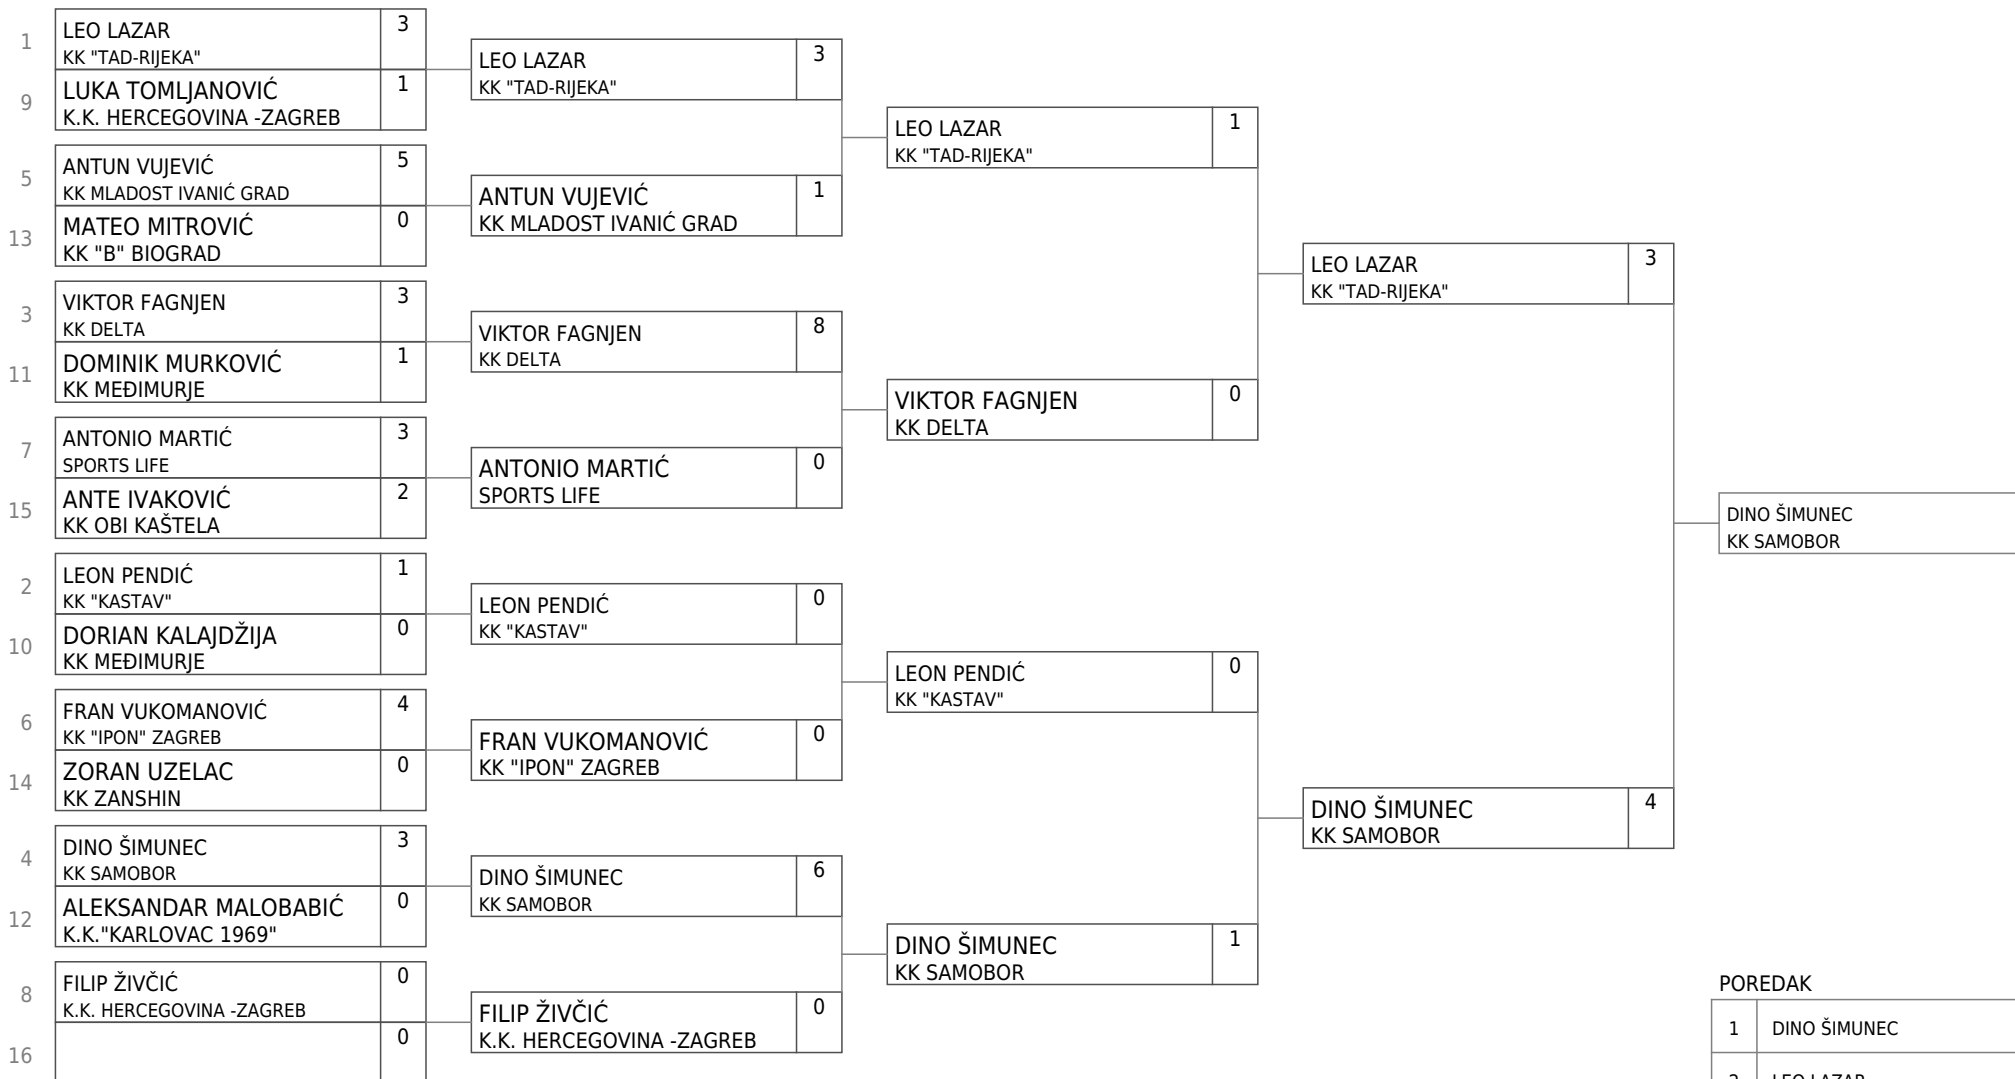 1
LEO LAZAR
KK "TAD-RIJEKA"
3
9
LUKA TOMLJANOVIĆ
K.K. HERCEGOVINA -ZAGREB
1
5
ANTUN VUJEVIĆ
KK MLADOST IVANIĆ GRAD
5
13
MATEO MITROVIĆ
KK "B" BIOGRAD
0
3
VIKTOR FAGNJEN
KK DELTA
3
11
DOMINIK MURKOVIĆ
KK MEĐIMURJE
1
7
ANTONIO MARTIĆ
SPORTS LIFE
3
15
ANTE IVAKOVIĆ
KK OBI KAŠTELA
2
2
LEON PENDIĆ
KK "KASTAV"
1
10
DORIAN KALAJDŽIJA
KK MEĐIMURJE
0
6
FRAN VUKOMANOVIĆ
KK "IPON" ZAGREB
4
14
ZORAN UZELAC
KK ZANSHIN
0
4
DINO ŠIMUNEC
KK SAMOBOR
3
12
ALEKSANDAR MALOBABIĆ
K.K."KARLOVAC 1969"
0
8
FILIP ŽIVČIĆ
K.K. HERCEGOVINA -ZAGREB
0
16
0
LEO LAZAR
KK "TAD-RIJEKA"
3
ANTUN VUJEVIĆ
KK MLADOST IVANIĆ GRAD
1
VIKTOR FAGNJEN
KK DELTA
8
ANTONIO MARTIĆ
SPORTS LIFE
0
LEON PENDIĆ
KK "KASTAV"
0
FRAN VUKOMANOVIĆ
KK "IPON" ZAGREB
0
DINO ŠIMUNEC
KK SAMOBOR
6
FILIP ŽIVČIĆ
K.K. HERCEGOVINA -ZAGREB
0
LEO LAZAR
KK "TAD-RIJEKA"
1
VIKTOR FAGNJEN
KK DELTA
0
LEON PENDIĆ
KK "KASTAV"
0
DINO ŠIMUNEC
KK SAMOBOR
1
LEO LAZAR
KK "TAD-RIJEKA"
3
DINO ŠIMUNEC
KK SAMOBOR
4
DINO ŠIMUNEC
KK SAMOBOR
POREDAK
1 DINO ŠIMUNEC
2 LEO LAZAR